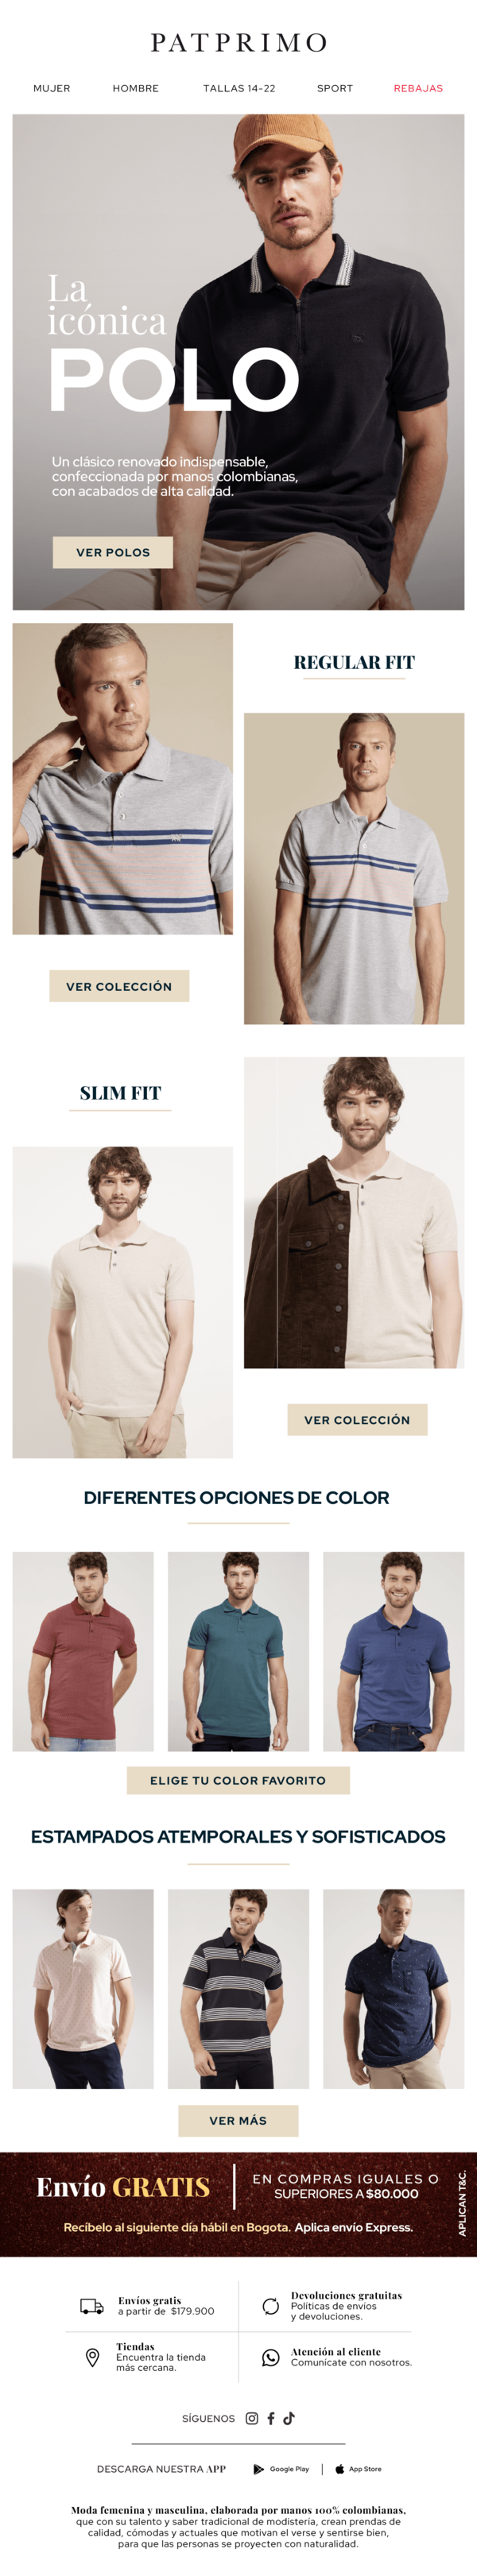 PATPRIMO
MUJER HOMBRE TALLAS 14-22 SPORT REBAJAS
La
icónica
POLO
Un clásico renovado indispensable,
confeccionada por manos colombianas,
con acabados de alta calidad.
VER POLOS
REGULAR FIT
VER COLECCIÓN
SLIM FIT
VER COLECCIÓN
DIFERENTES OPCIONES DE COLOR
ELIGE TU COLOR FAVORITO
ESTAMPADOS ATEMPORALES Y SOFISTICADOS
VER MÁS
Envío GRATIS
EN COMPRAS IGUALES O
SUPERIORES A $80.000
Recíbelo al siguiente día hábil en Bogota. Aplica envío Express.
APLICAN T&C.
Envíos gratis
a partir de $179.900
Devoluciones gratuitas
Políticas de envíos
y devoluciones.
Tiendas
Encuentra la tienda
más cercana.
Atención al cliente
Comunícate con nosotros.
SÍGUENOS
DESCARGA NUESTRA APP
Google Play | App Store
Moda femenina y masculina, elaborada por manos 100% colombianas,
que con su talento y saber tradicional de modistería, crean prendas de
calidad, cómodas y actuales que motivan el verse y sentirse bien,
para que las personas se proyecten con naturalidad.